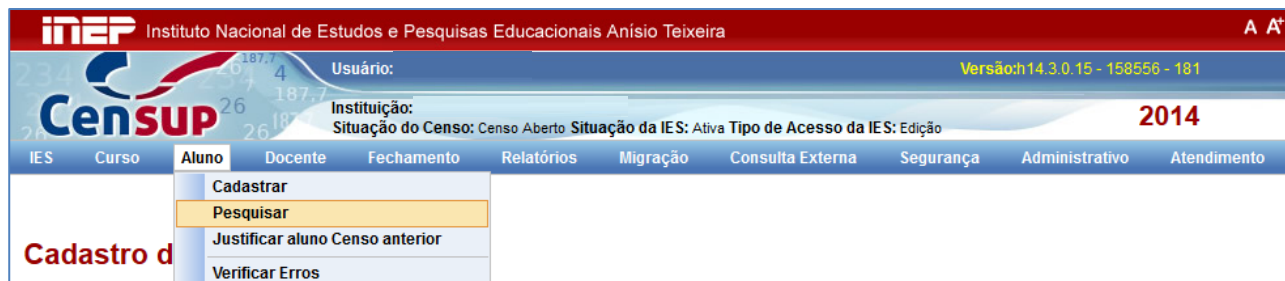 inep Instituto Nacional de Estudos e Pesquisas Educacionais Anísio Teixeira A A+
Usuário: Versão:h14.3.0.15 - 158556 - 181
Censup
Instituição:
Situação do Censo: Censo Aberto Situação da IES: Ativa Tipo de Acesso da IES: Edição 2014
IES Curso Aluno Docente Fechamento Relatórios Migração Consulta Externa Segurança Administrativo Atendimento
Cadastrar
Pesquisar
Justificar aluno Censo anterior
Cadastro d
Verificar Erros